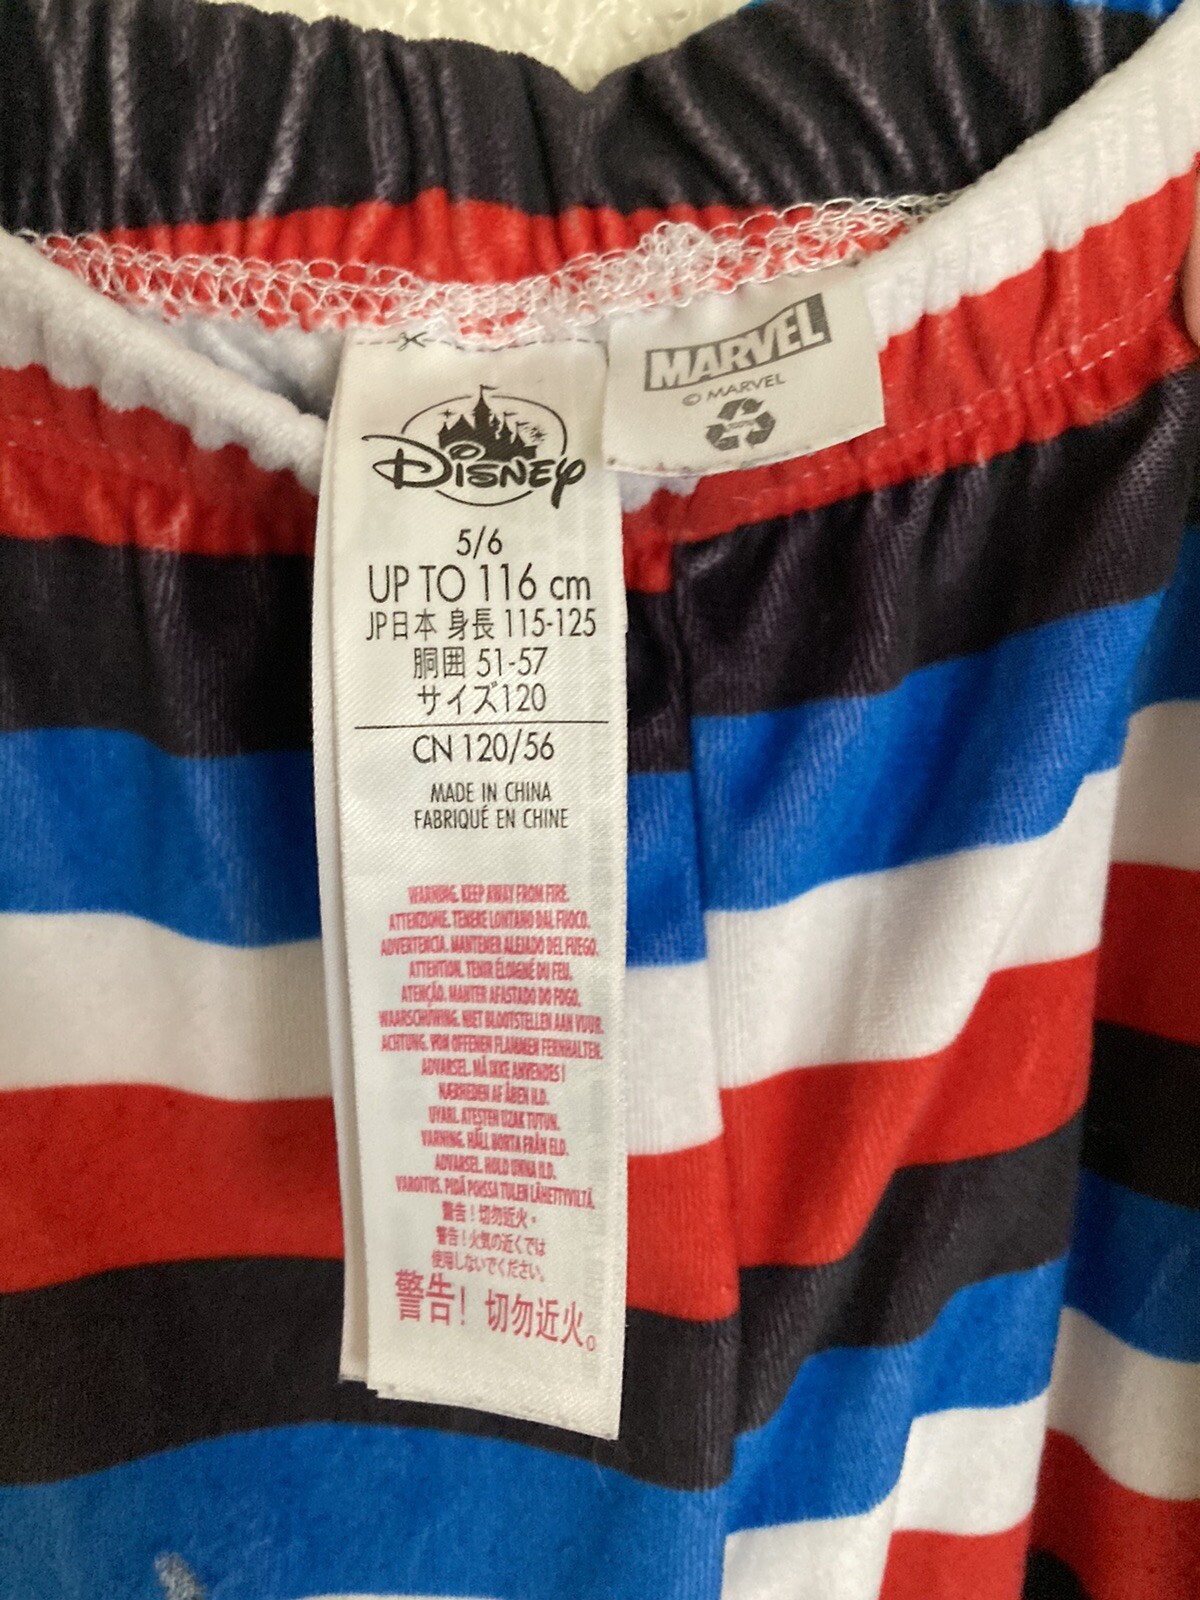 MARVEL
© MARVEL
DISNEY
5/6
UP TO 116 cm
JP日本 身長 115-125
胴囲 51-57
サイズ120
CN 120/56
MADE IN CHINA
FABRIQUÉ EN CHINE
WARNING. KEEP AWAY FROM FIRE.
ATTENZIONE. TENERE LONTANO DAL FUOCO.
ADVERTENCIA. MANTENER ALEJADO DEL FUEGO.
ATTENTION. TENIR ÉLOIGNÉ DU FEU.
ATENÇÃO. MANTER AFASTADO DO FOGO.
WAARSCHUWING. NIET BLOOTSTELLEN AAN VUUR.
ACHTUNG. VON OFFENEN FLAMMEN FERNHALTEN.
ADVARSEL. MÅ IKKE ANVENDES I
NÆRHEDEN AF ÅBEN ILD.
UYARI. ATEŞTEN UZAK TUTUN.
VARNING. HÅLL BORTA FRÅN ELD.
ADVARSEL. HOLD UNNA ILD.
VAROITUS. PIDÄ POISSA TULEN LÄHETTYVILTÄ.
警告！切勿近火。
警告！火気の近くでは
使用しないでください。
警告！切勿近火。